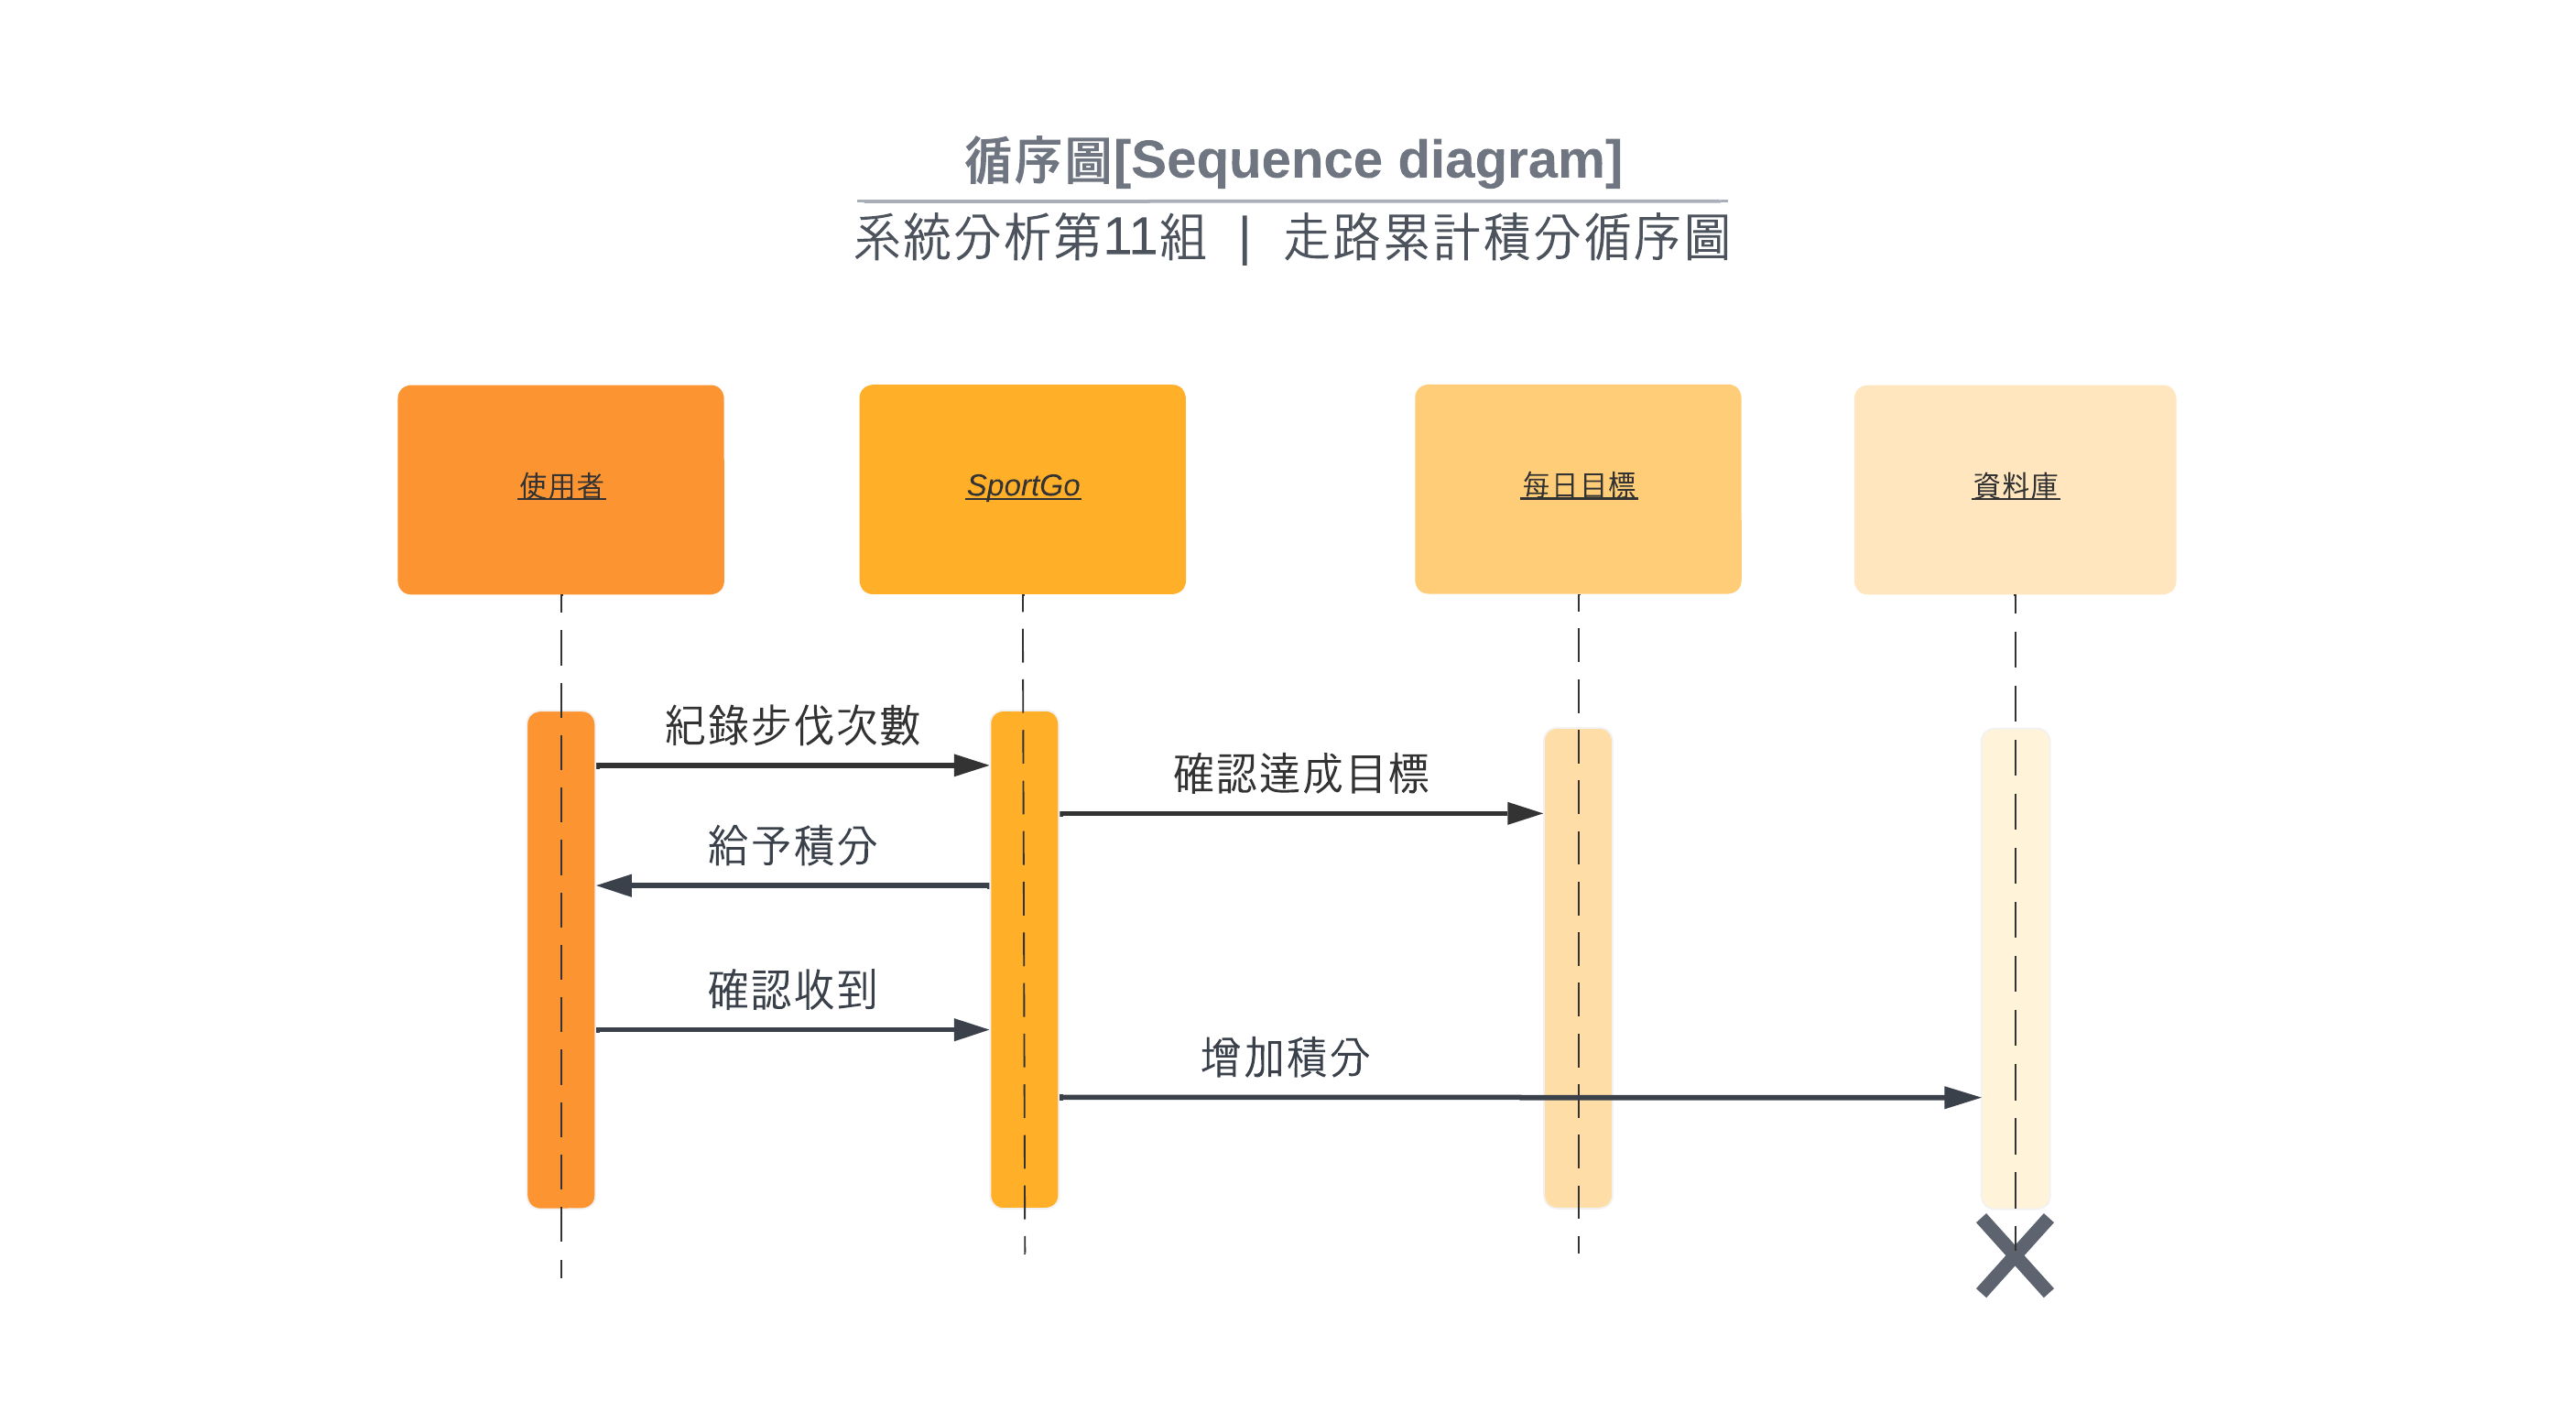 循序圖[Sequence diagram]
系統分析第11組 | 走路累計積分循序圖
使用者
SportGo
每日目標
資料庫
紀錄步伐次數
確認達成目標
給予積分
確認收到
增加積分